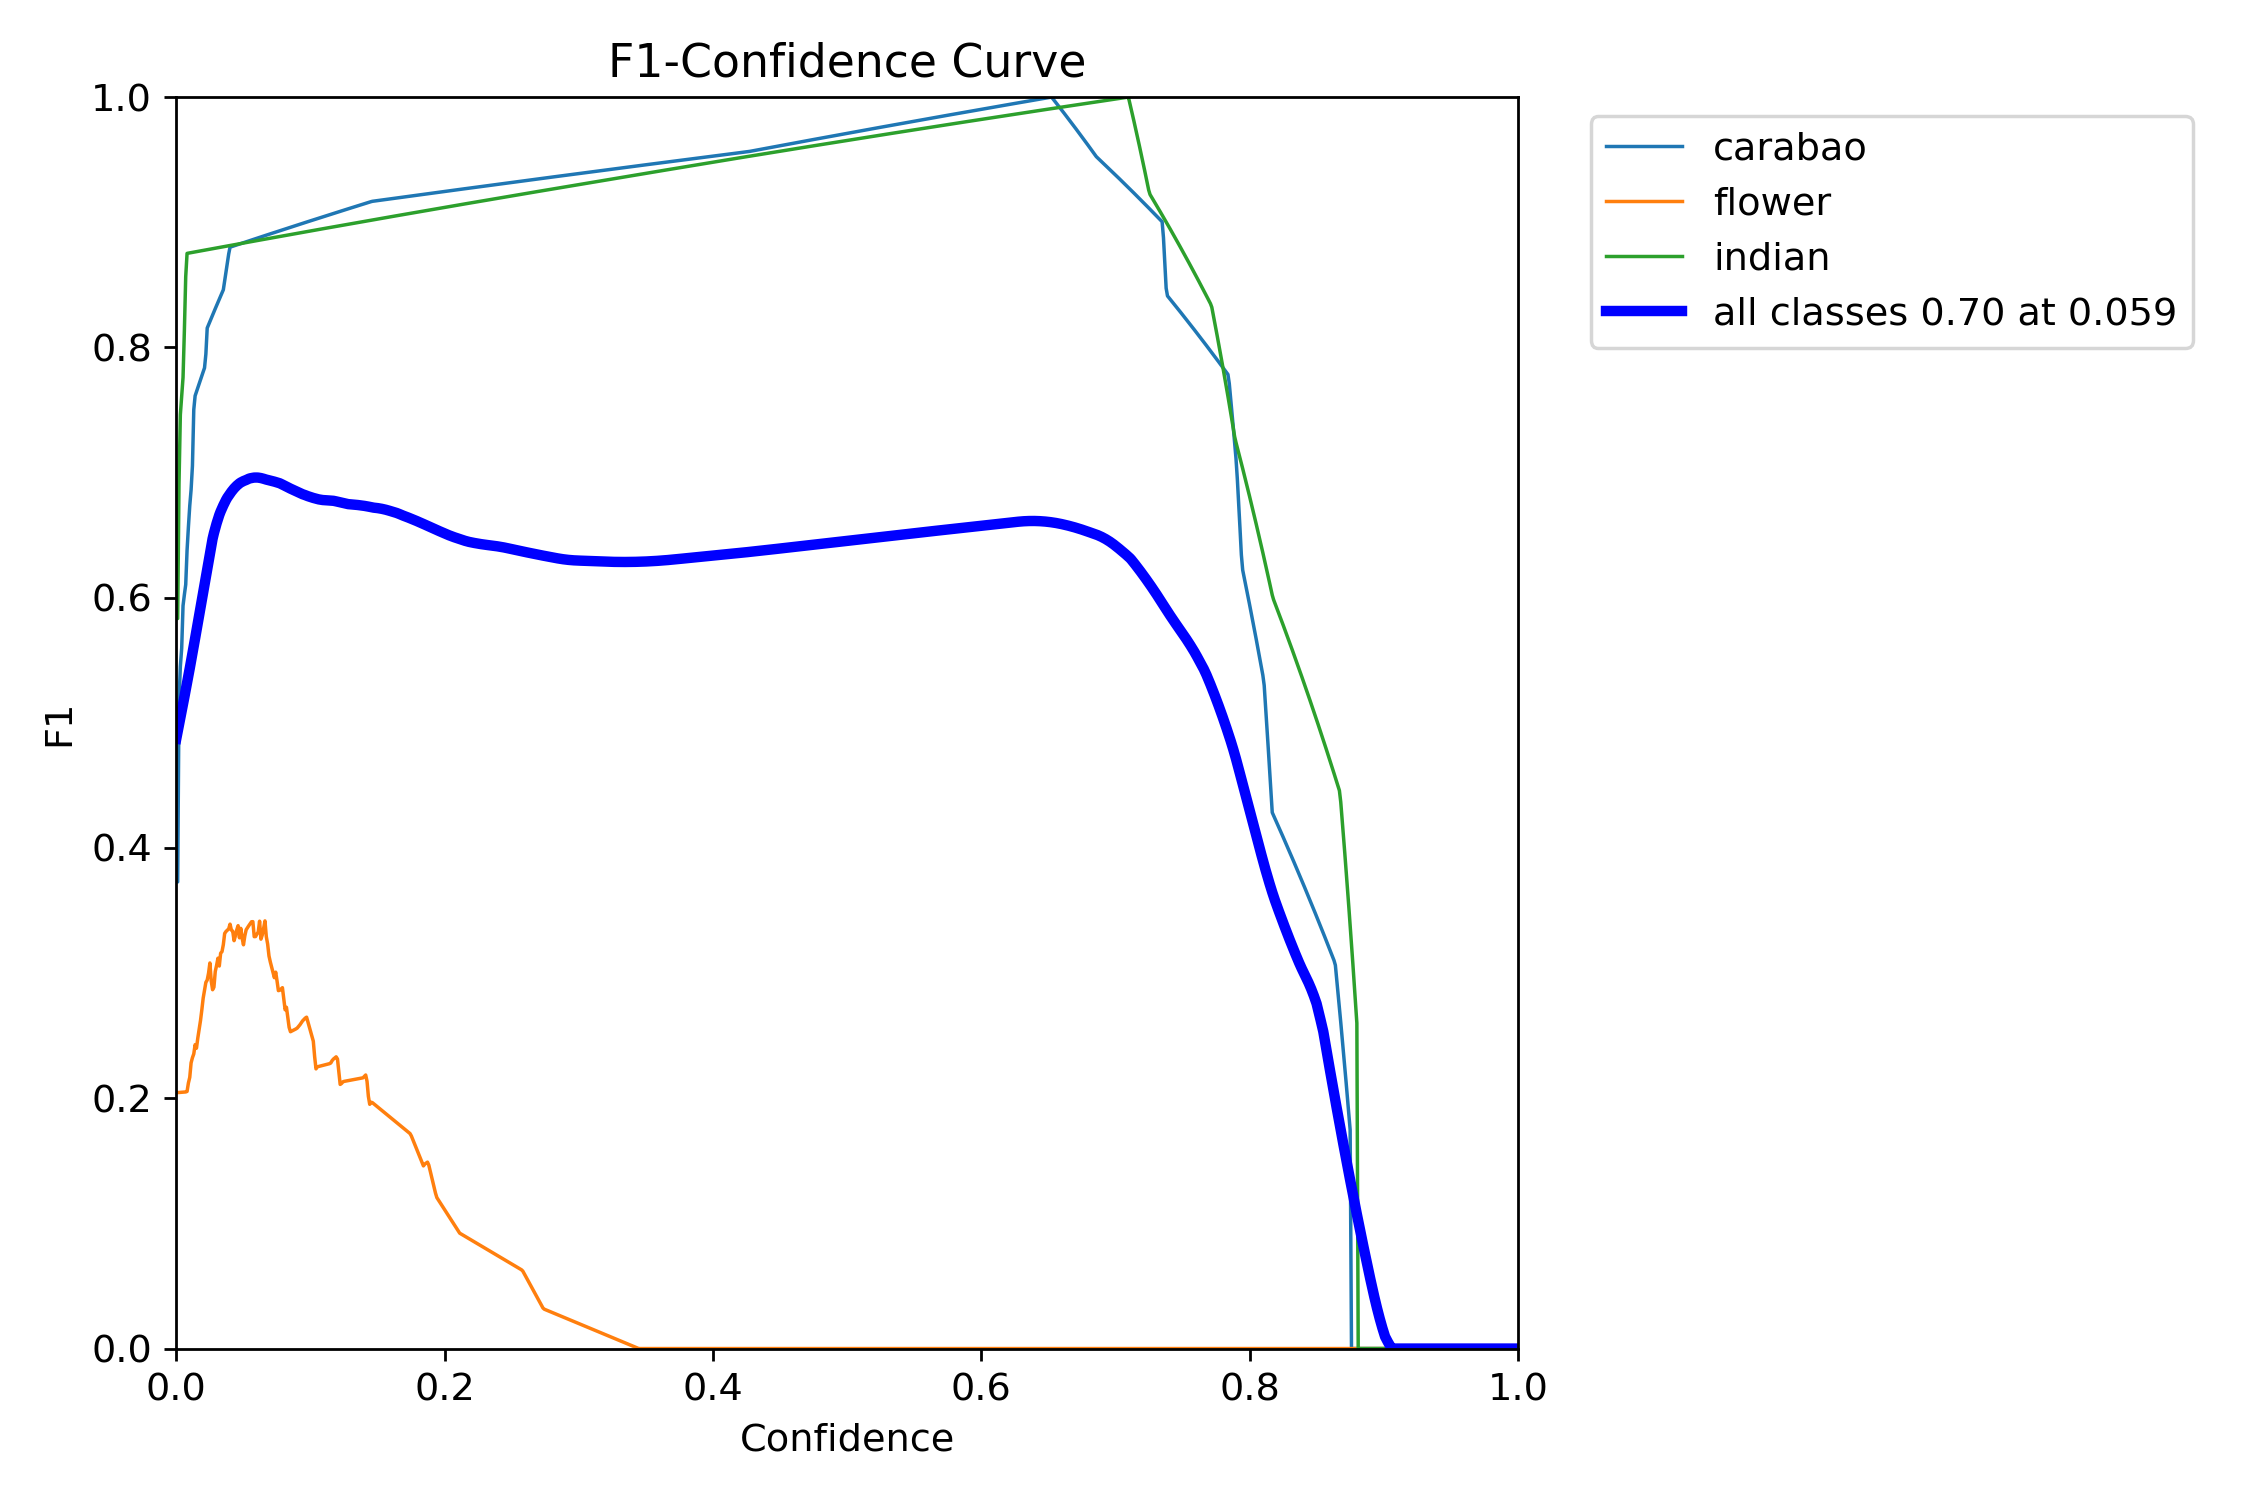 F1-Confidence Curve
1.0
0.8
0.6
0.4
0.2
0.0
F1
0.0 0.2 0.4 0.6 0.8 1.0
Confidence
carabao
flower
indian
all classes 0.70 at 0.059